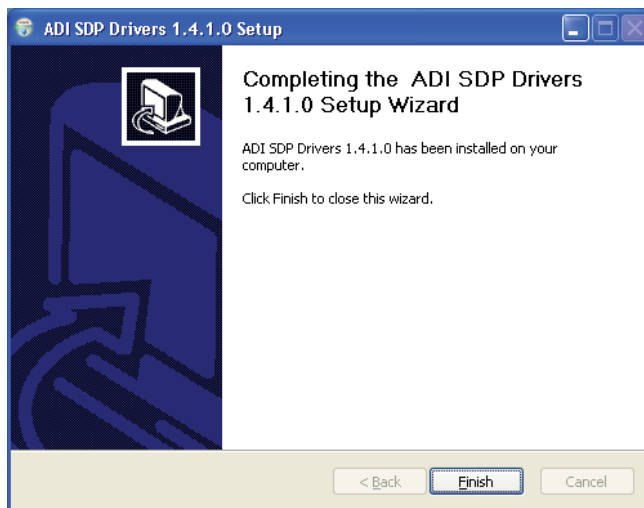 ADI SDP Drivers 1.4.1.0 Setup
Completing the ADI SDP Drivers
1.4.1.0 Setup Wizard
ADI SDP Drivers 1.4.1.0 has been installed on your
computer.
Click Finish to close this wizard.
< Back Finish Cancel